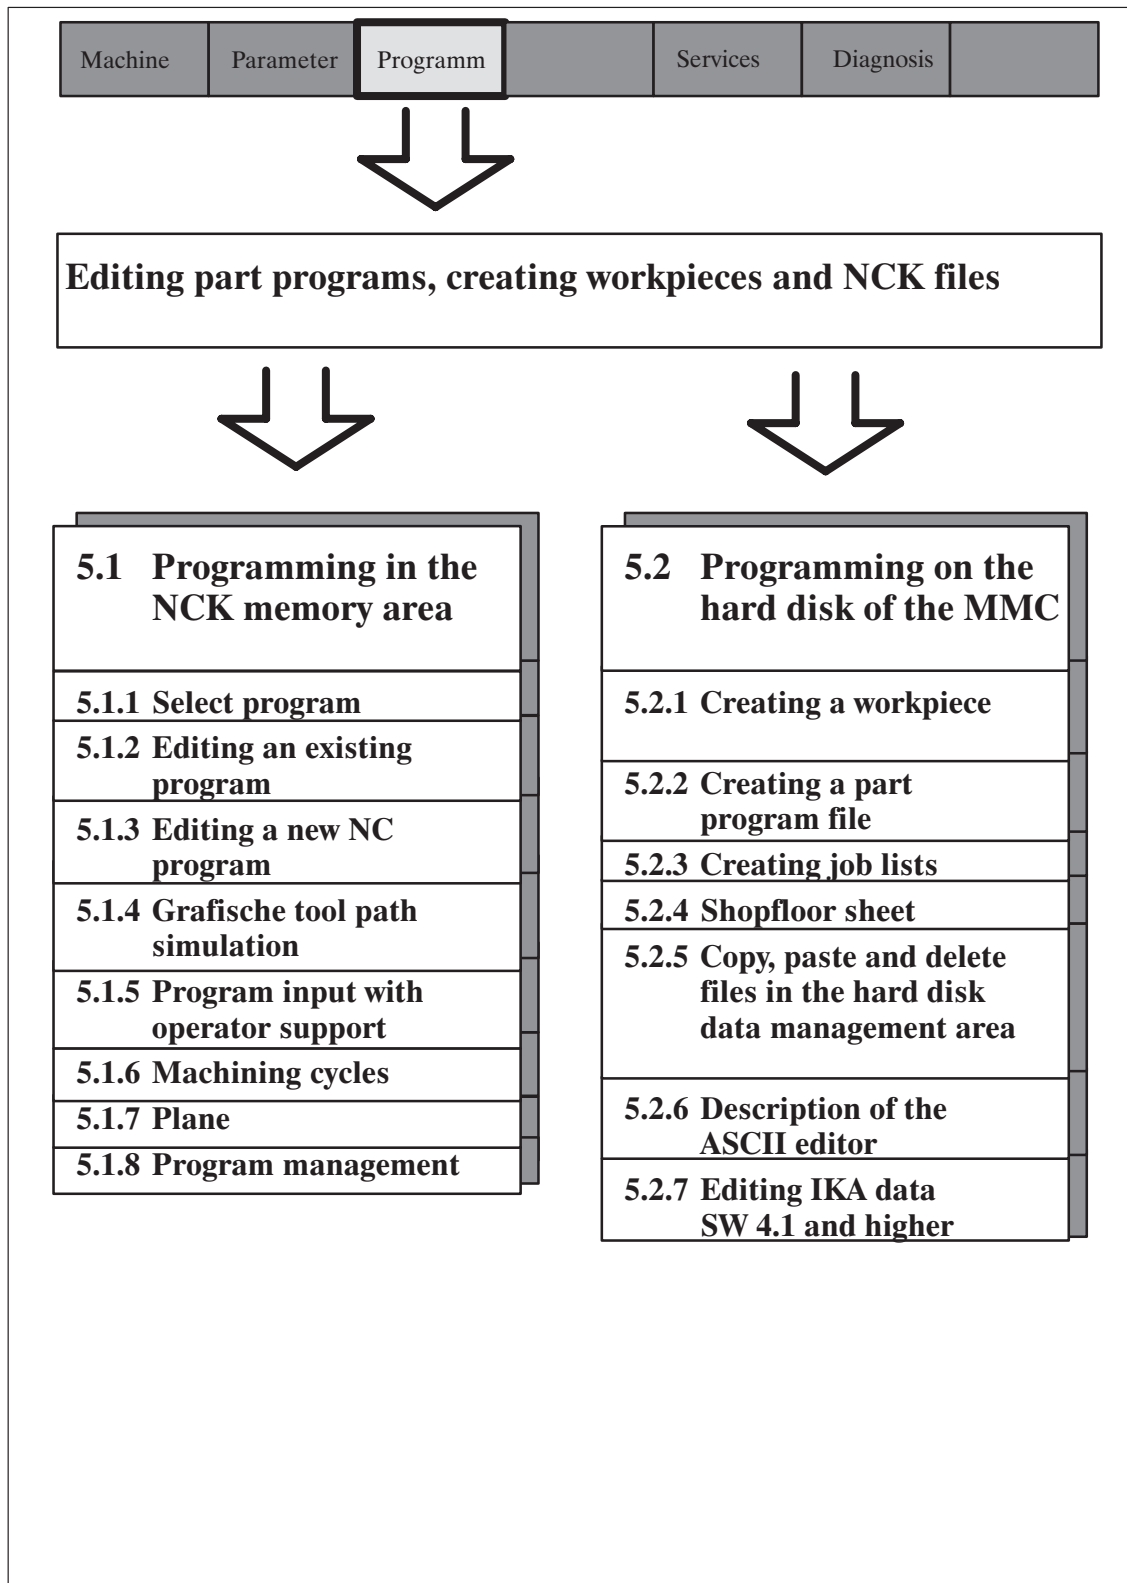 Machine Parameter Programm Services Diagnosis
Editing part programs, creating workpieces and NCK files
5.1 Programming in the
NCK memory area
5.1.1 Select program
5.1.2 Editing an existing
program
5.1.3 Editing a new NC
program
5.1.4 Grafische tool path
simulation
5.1.5 Program input with
operator support
5.1.6 Machining cycles
5.1.7 Plane
5.1.8 Program management
5.2 Programming on the
hard disk of the MMC
5.2.1 Creating a workpiece
5.2.2 Creating a part
program file
5.2.3 Creating job lists
5.2.4 Shopfloor sheet
5.2.5 Copy, paste and delete
files in the hard disk
data management area
5.2.6 Description of the
ASCII editor
5.2.7 Editing IKA data
SW 4.1 and higher